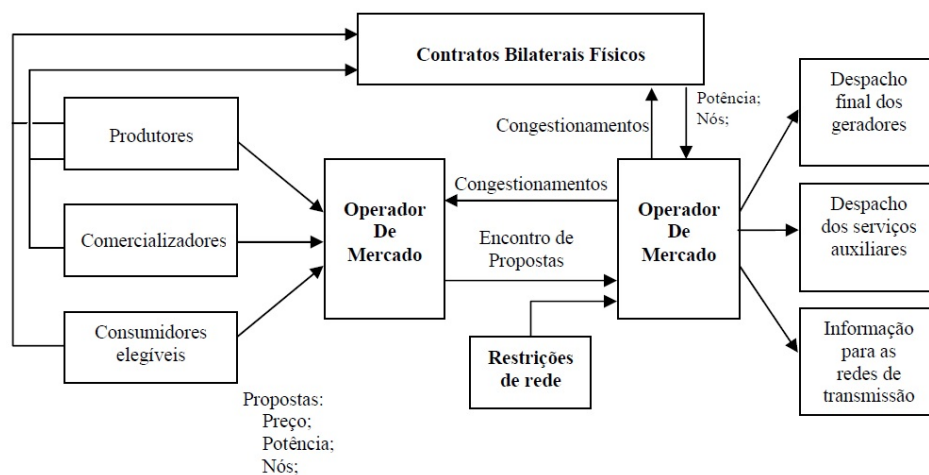 Contratos Bilaterais Físicos
Produtores
Comercializadores
Consumidores
elegíveis
Propostas:
Preço;
Potência;
Nós;
Operador
De
Mercado
Congestionamentos
Encontro de
Propostas
Congestionamentos
Potência;
Nós;
Operador
De
Mercado
Restrições
de rede
Despacho
final dos
geradores
Despacho
dos serviços
auxiliares
Informação
para as
redes de
transmissão